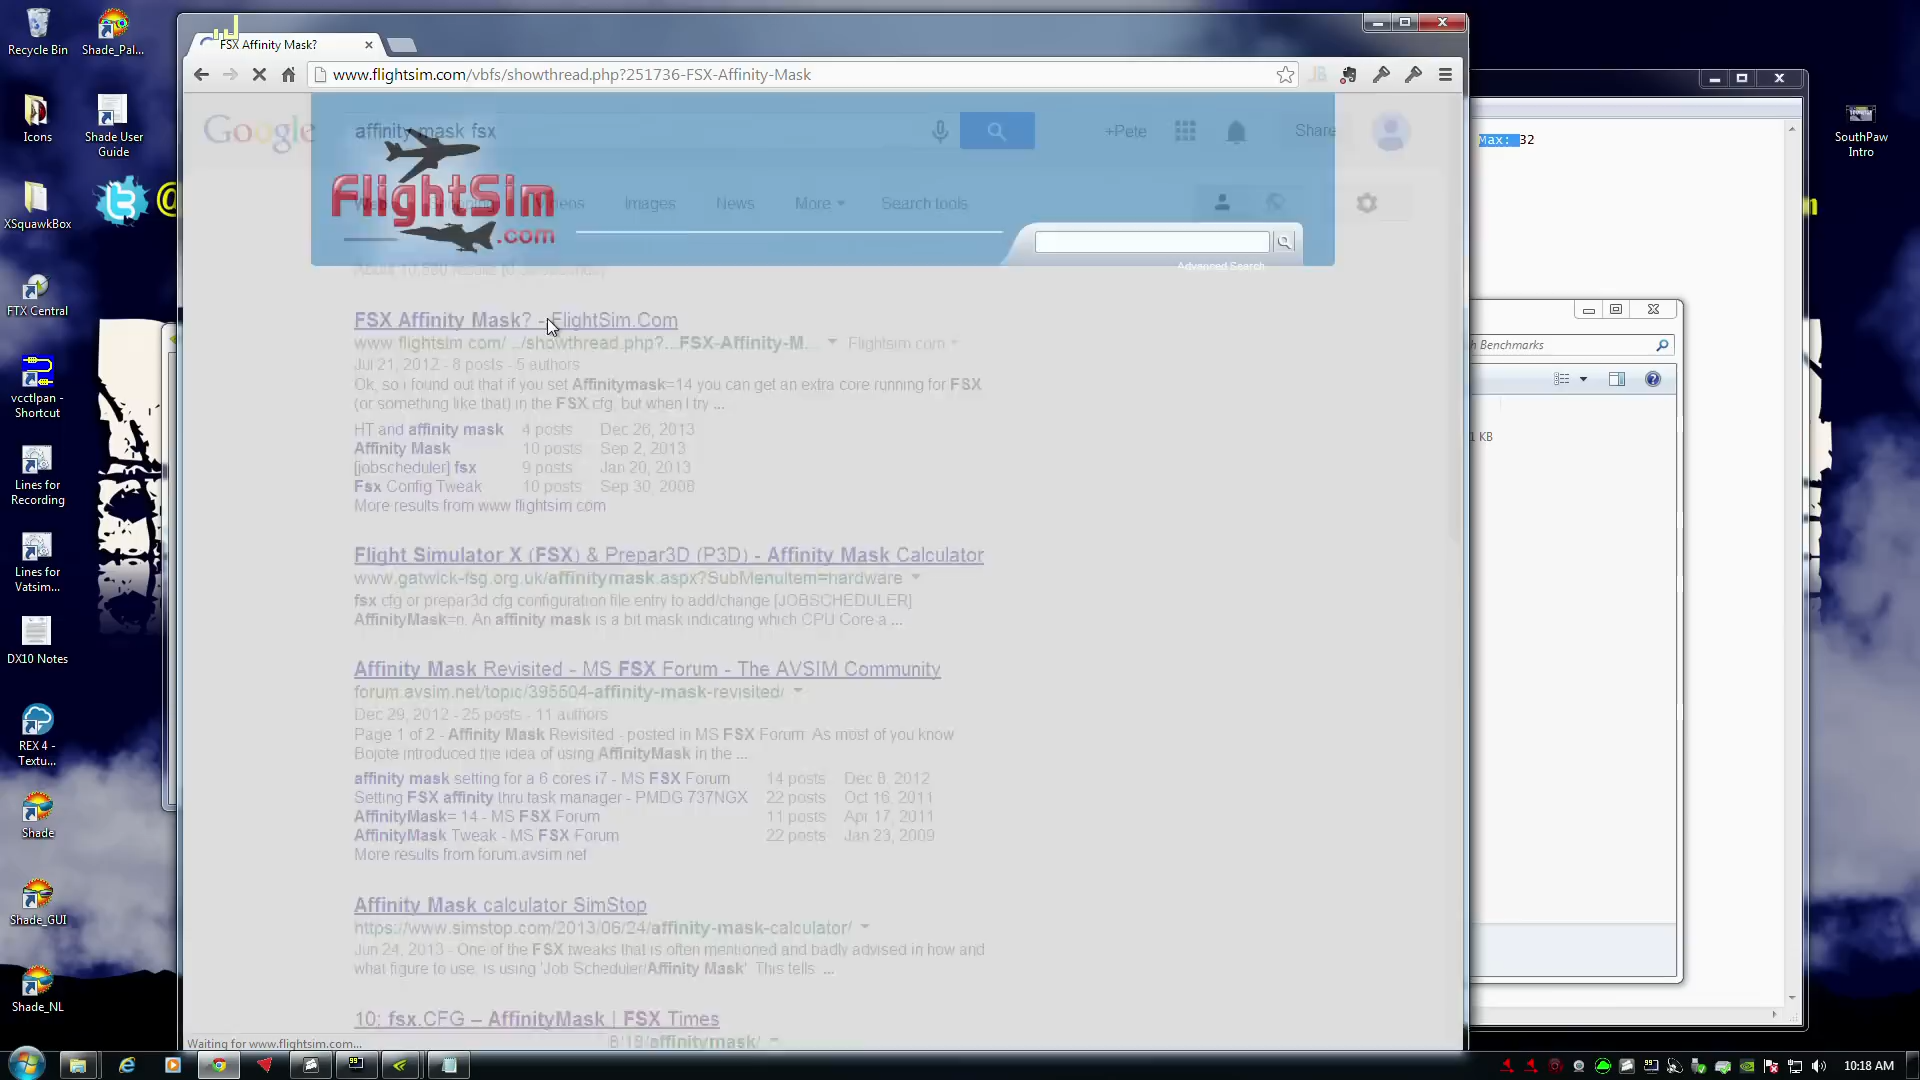 Recycle Bin
Shade_Pal...
Icons
Shade User
Guide
XSquawkBox
@
FTX Central
vcctlpan -
Shortcut
Lines for
Recording
Lines for
Vatsim...
DX10 Notes
REX 4 -
Textu...
Shade
Shade_GUI
Shade_NL
FSX Affinity Mask?
www.flightsim.com/vbfs/showthread.php?251736-FSX-Affinity-Mask
Google
affinity mask fsx
+Pete
Share
FlightSim
.com
Videos
Images
News
More
Search tools
Advanced Search
FSX Affinity Mask? - FlightSim.Com
www.flightsim.com/.../showthread.php?...FSX-Affinity-M...
Flightsim.com
Jul 21, 2012 - 8 posts - 5 authors
Ok, so i found out that if you set Affinitymask=14 you can get an extra core running for FSX
(or something like that) in the FSX.cfg, but when I try ...
HT and affinity mask 4 posts Dec 26, 2013
Affinity Mask 10 posts Sep 2, 2013
[jobscheduler] fsx 9 posts Jan 20, 2013
Fsx Config Tweak 10 posts Sep 30, 2008
More results from www.flightsim.com
Flight Simulator X (FSX) & Prepar3D (P3D) - Affinity Mask Calculator
www.gatwick-fsg.org.uk/affinitymask.aspx?SubMenuItem=hardware
fsx.cfg or prepar3d.cfg configuration file entry to add/change [JOBSCHEDULER]
AffinityMask=n. An affinity mask is a bit mask indicating which CPU Core a ...
Affinity Mask Revisited - MS FSX Forum - The AVSIM Community
forum.avsim.net/topic/395504-affinity-mask-revisited/
Dec 29, 2012 - 25 posts - 11 authors
Page 1 of 2 - Affinity Mask Revisited - posted in MS FSX Forum: As most of you know
Bojote introduced the idea of using AffinityMask in the ...
affinity mask setting for a 6 cores i7 - MS FSX Forum 14 posts Dec 8, 2012
Setting FSX affinity thru task manager - PMDG 737NGX 22 posts Oct 16, 2011
AffinityMask= 14 - MS FSX Forum 11 posts Apr 17, 2011
AffinityMask Tweak - MS FSX Forum 22 posts Jan 23, 2009
More results from forum.avsim.net
Affinity Mask calculator SimStop
https://www.simstop.com/2013/06/24/affinity-mask-calculator/
Jun 24, 2013 - One of the FSX tweaks that is often mentioned and badly advised in how and
what figure to use, is using 'Job Scheduler/Affinity Mask'. This tells ...
10: fsx.CFG – AffinityMask | FSX Times
affinitymask/
Waiting for www.flightsim.com...
Max: 32
h Benchmarks
1 KB
SouthPaw
Intro
10:18 AM